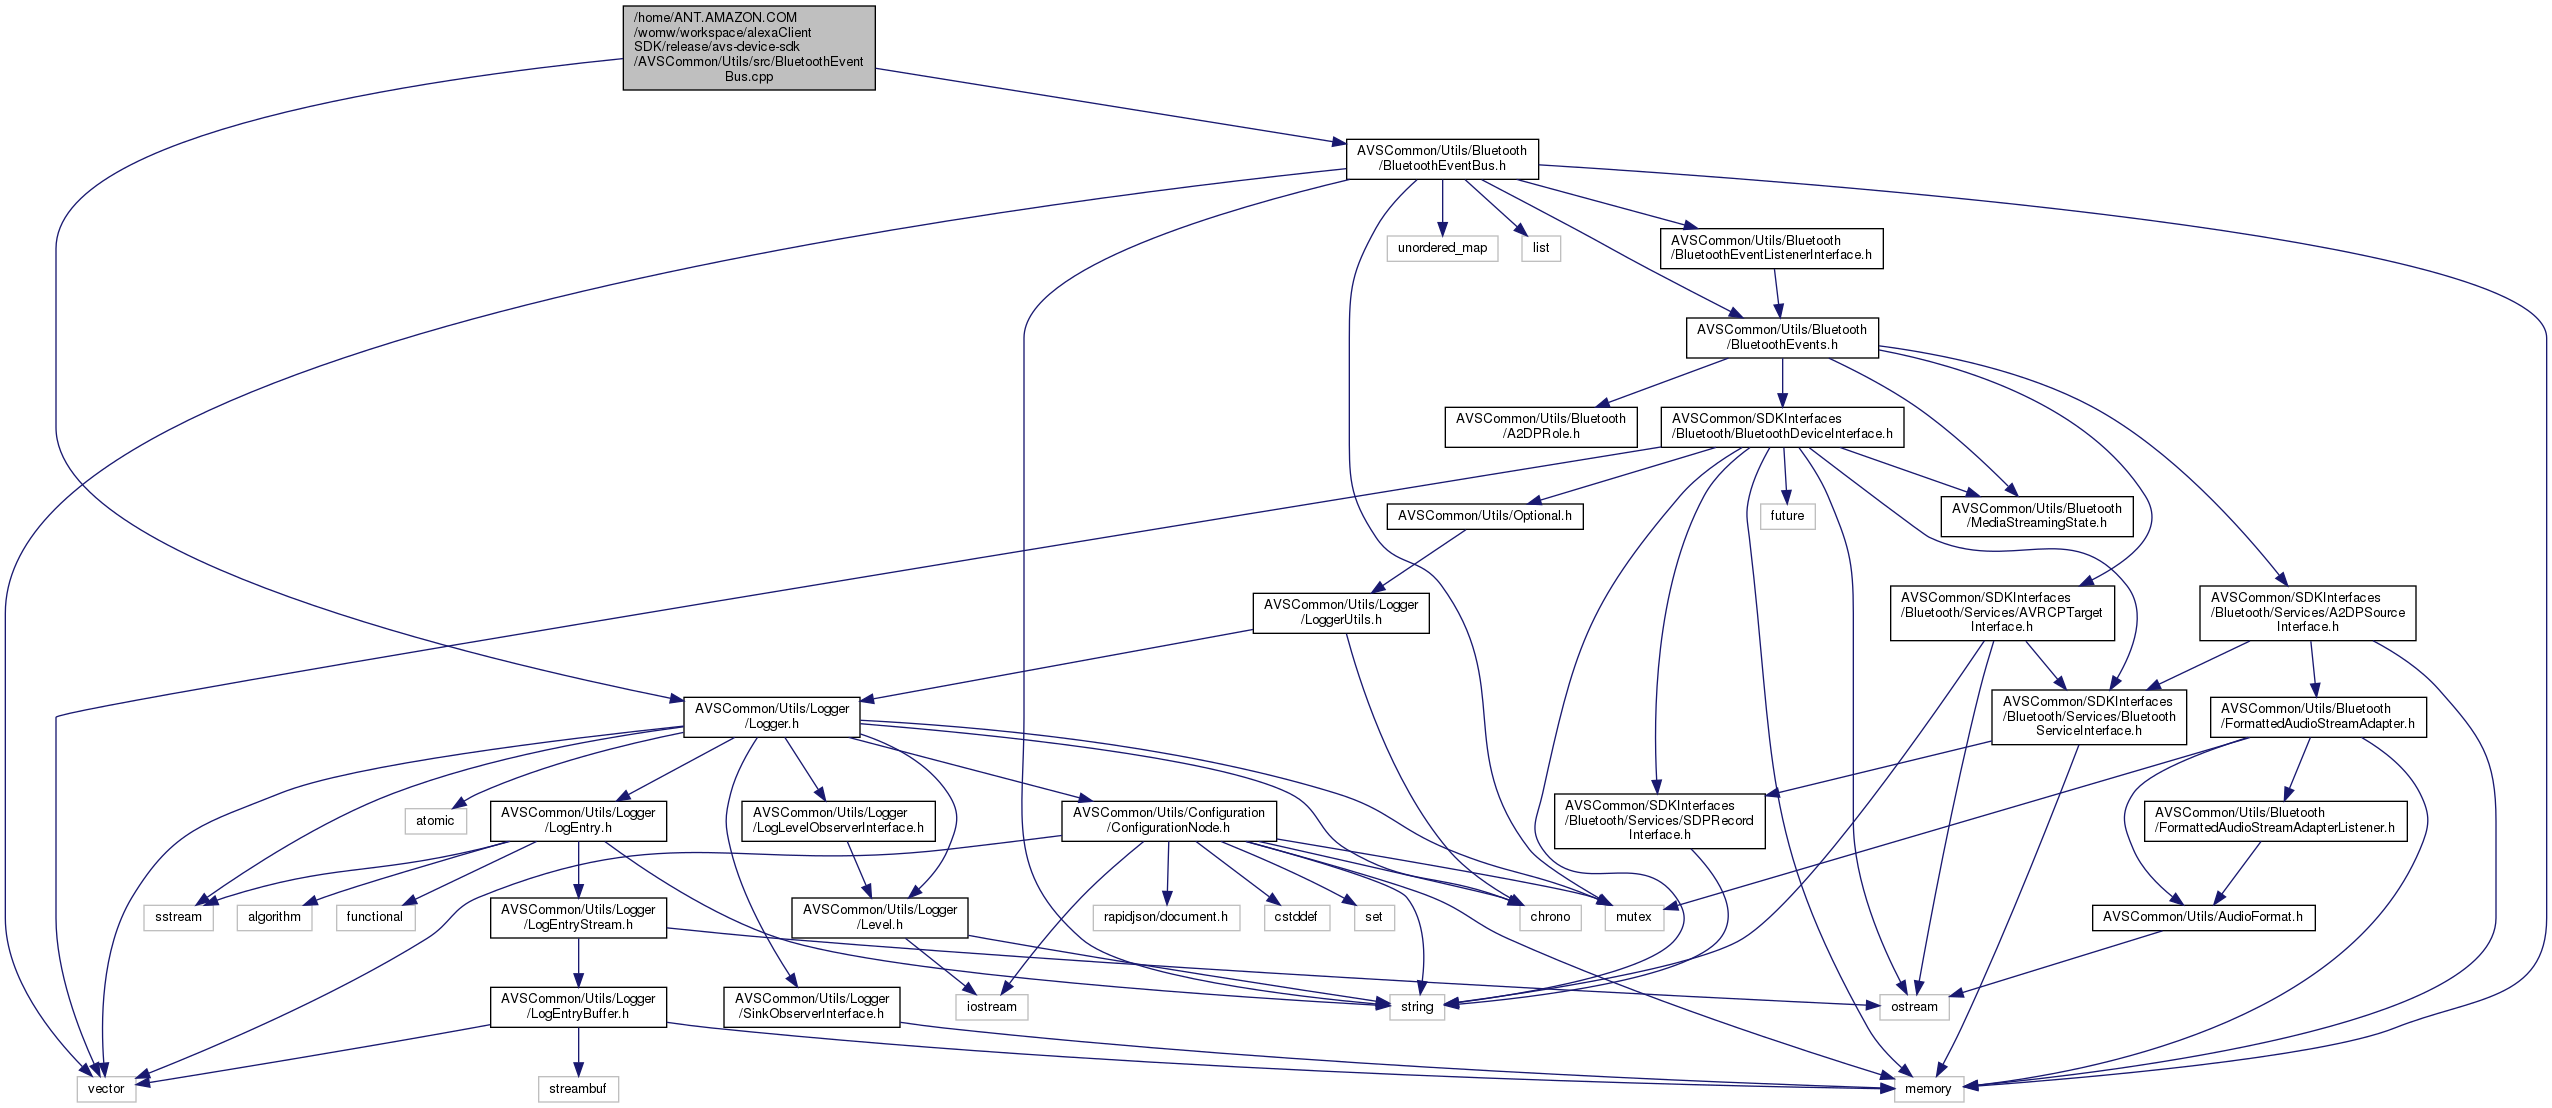 /home/ANT.AMAZON.COM
/womw/workspace/alexaClient
SDK/release/avs-device-sdk
/AVSCommon/Utils/src/BluetoothEvent
Bus.cpp
AVSCommon/Utils/Bluetooth
/BluetoothEventBus.h
unordered_map
list
AVSCommon/Utils/Bluetooth
/BluetoothEventListenerInterface.h
AVSCommon/Utils/Bluetooth
/BluetoothEvents.h
AVSCommon/Utils/Bluetooth
/A2DPRole.h
AVSCommon/SDKInterfaces
/Bluetooth/BluetoothDeviceInterface.h
AVSCommon/Utils/Optional.h
future
AVSCommon/Utils/Bluetooth
/MediaStreamingState.h
AVSCommon/Utils/Logger
/LoggerUtils.h
AVSCommon/SDKInterfaces
/Bluetooth/Services/AVRCPTarget
Interface.h
AVSCommon/SDKInterfaces
/Bluetooth/Services/A2DPSource
Interface.h
AVSCommon/Utils/Logger
/Logger.h
AVSCommon/SDKInterfaces
/Bluetooth/Services/Bluetooth
ServiceInterface.h
AVSCommon/Utils/Bluetooth
/FormattedAudioStreamAdapter.h
atomic
AVSCommon/Utils/Logger
/LogEntry.h
AVSCommon/Utils/Logger
/LogLevelObserverInterface.h
AVSCommon/Utils/Configuration
/ConfigurationNode.h
AVSCommon/SDKInterfaces
/Bluetooth/Services/SDPRecord
Interface.h
AVSCommon/Utils/Bluetooth
/FormattedAudioStreamAdapterListener.h
sstream
algorithm
functional
AVSCommon/Utils/Logger
/LogEntryStream.h
AVSCommon/Utils/Logger
/Level.h
rapidjson/document.h
cstddef
set
chrono
mutex
AVSCommon/Utils/AudioFormat.h
AVSCommon/Utils/Logger
/LogEntryBuffer.h
AVSCommon/Utils/Logger
/SinkObserverInterface.h
iostream
string
ostream
vector
streambuf
memory